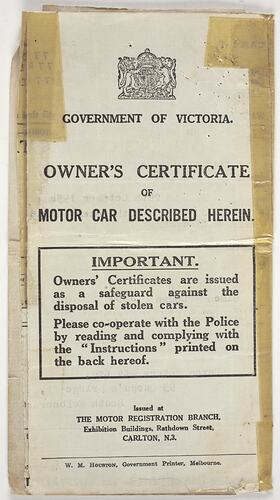 GOVERNMENT OF VICTORIA.
OWNER'S CERTIFICATE
OF
MOTOR CAR DESCRIBED HEREIN.
IMPORTANT.
Owners' Certificates are issued
as a safeguard against the
disposal of stolen cars.
Please co-operate with the Police
by reading and complying with
the "Instructions" printed on
the back hereof.
Issued at
THE MOTOR REGISTRATION BRANCH,
Exhibition Buildings, Rathdown Street,
CARLTON, N.3.
W. M. HOUSTON, Government Printer, Melbourne.